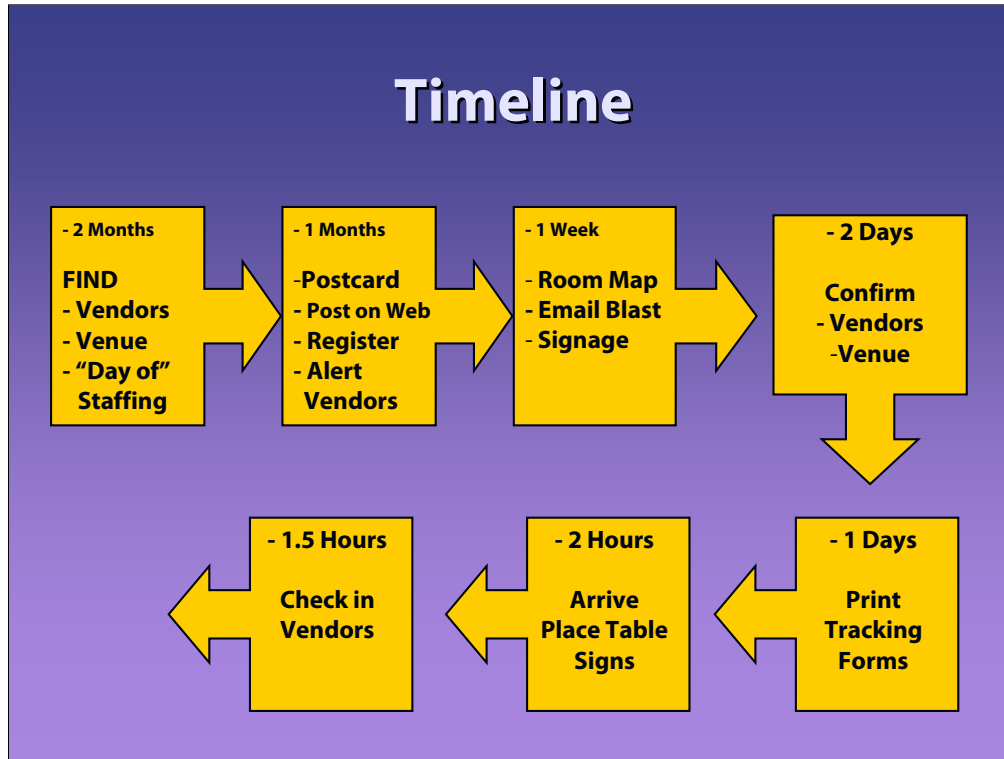 Timeline
- 2 Months
FIND
- Vendors
- Venue
- “Day of”
Staffing
- 1 Months
-Postcard
- Post on Web
- Register
- Alert
Vendors
- 1 Week
- Room Map
- Email Blast
- Signage
- 2 Days
Confirm
- Vendors
-Venue
- 1 Days
Print
Tracking
Forms
- 2 Hours
Arrive
Place Table
Signs
- 1.5 Hours
Check in
Vendors